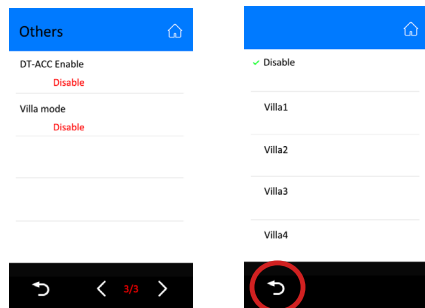 Others
DT-ACC Enable
Disable
Villa mode
Disable
3/3
Disable
Villa1
Villa2
Villa3
Villa4